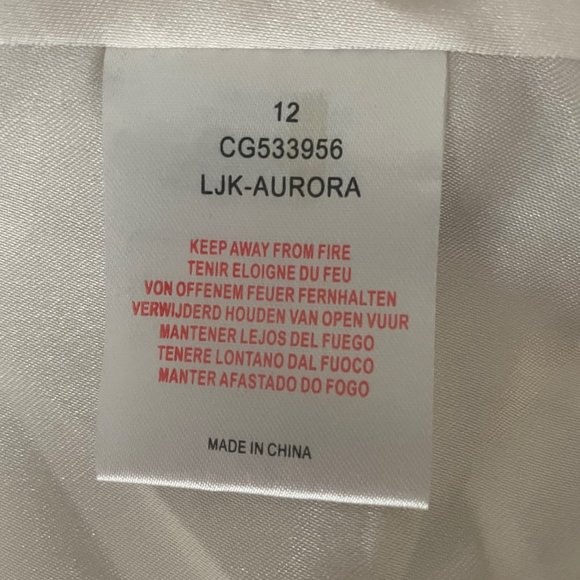 12
CG533956
LJK-AURORA
KEEP AWAY FROM FIRE
TENIR ELOIGNE DU FEU
VON OFFENEM FEUER FERNHALTEN
VERWIJDERD HOUDEN VAN OPEN VUUR
MANTENER LEJOS DEL FUEGO
TENERE LONTANO DAL FUOCO
MANTER AFASTADO DO FOGO
MADE IN CHINA